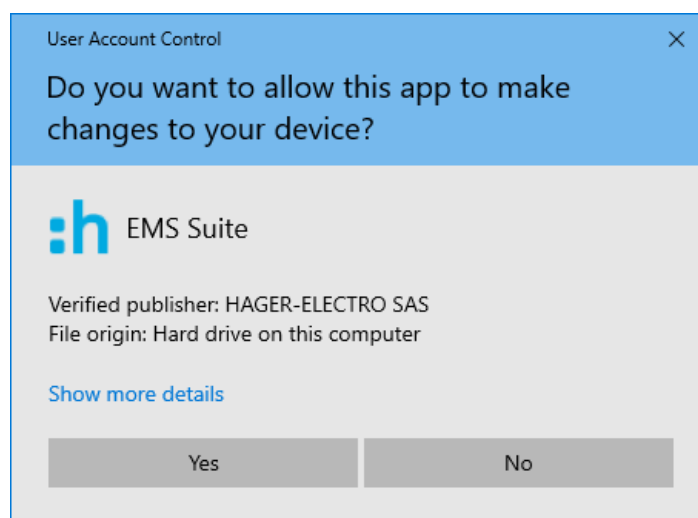 User Account Control
Do you want to allow this app to make
changes to your device?
:h EMS Suite
Verified publisher: HAGER-ELECTRO SAS
File origin: Hard drive on this computer
Show more details
Yes
No